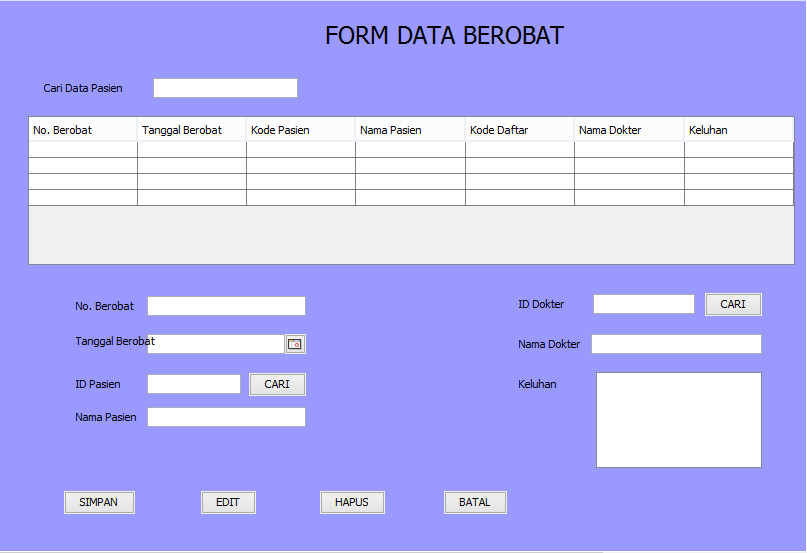 FORM DATA BEROBAT
Cari Data Pasien
No. Berobat Tanggal Berobat Kode Pasien Nama Pasien Kode Daftar Nama Dokter Keluhan
No. Berobat
Tanggal Berobat
ID Pasien CARI
Nama Pasien
ID Dokter CARI
Nama Dokter
Keluhan
SIMPAN EDIT HAPUS BATAL